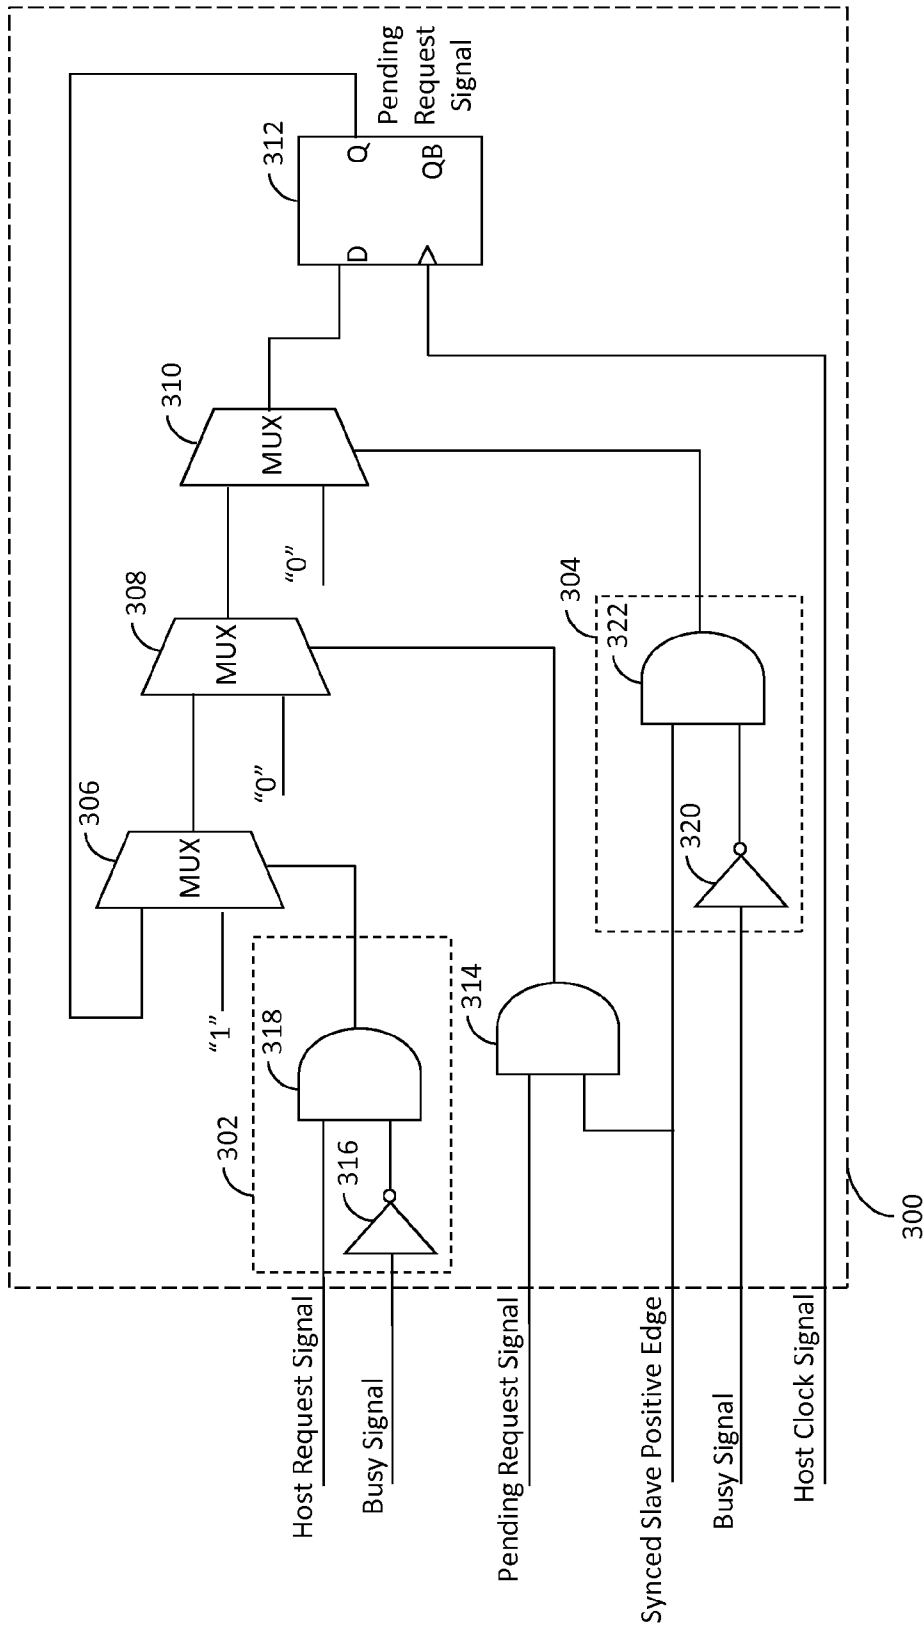 Host Request Signal
Busy Signal
Pending Request Signal
Synced Slave Positive Edge
Busy Signal
Host Clock Signal
300
302
316
318
"1"
306
MUX
314
"0"
308
MUX
304
320
322
"0"
310
MUX
312
D
Q
QB
Pending
Request
Signal